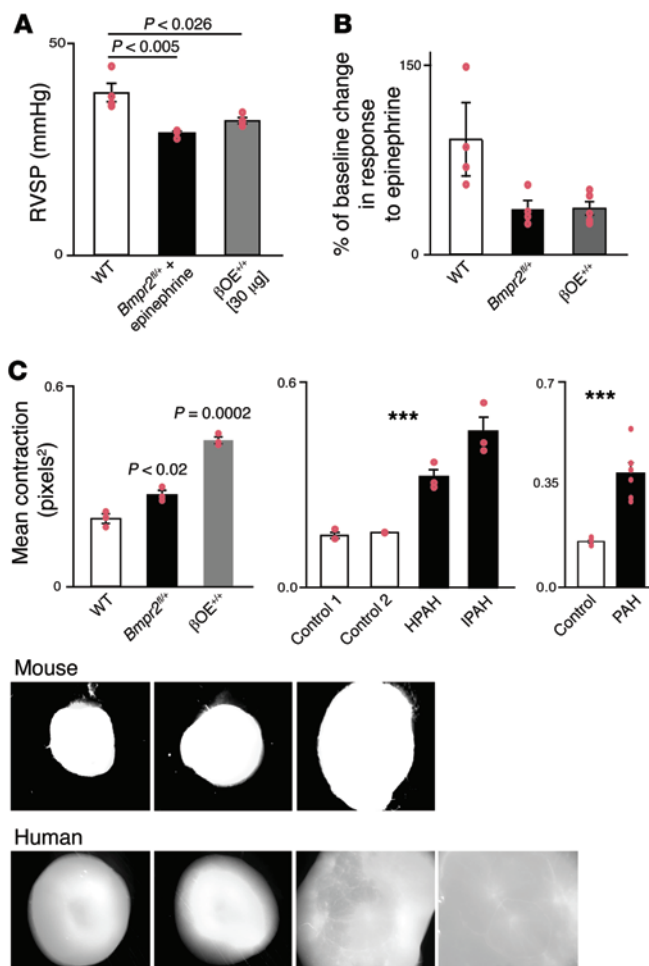 A
P < 0.026
P < 0.005
50
0
RVSP (mmHg)
WT
Bmpr2fl/+ +
epinephrine
βOE+/+
[30 µg]
B
150
0
% of baseline change
in response
to epinephrine
WT
Bmpr2fl/+
βOE+/+
C
0.6
0
Mean contraction
(pixels²)
P < 0.02
P = 0.0002
WT
Bmpr2fl/+
βOE+/+
0.6
0.0
***
Control 1
Control 2
HPAH
IPAH
0.7
0.35
0.0
***
Control
PAH
Mouse
Human